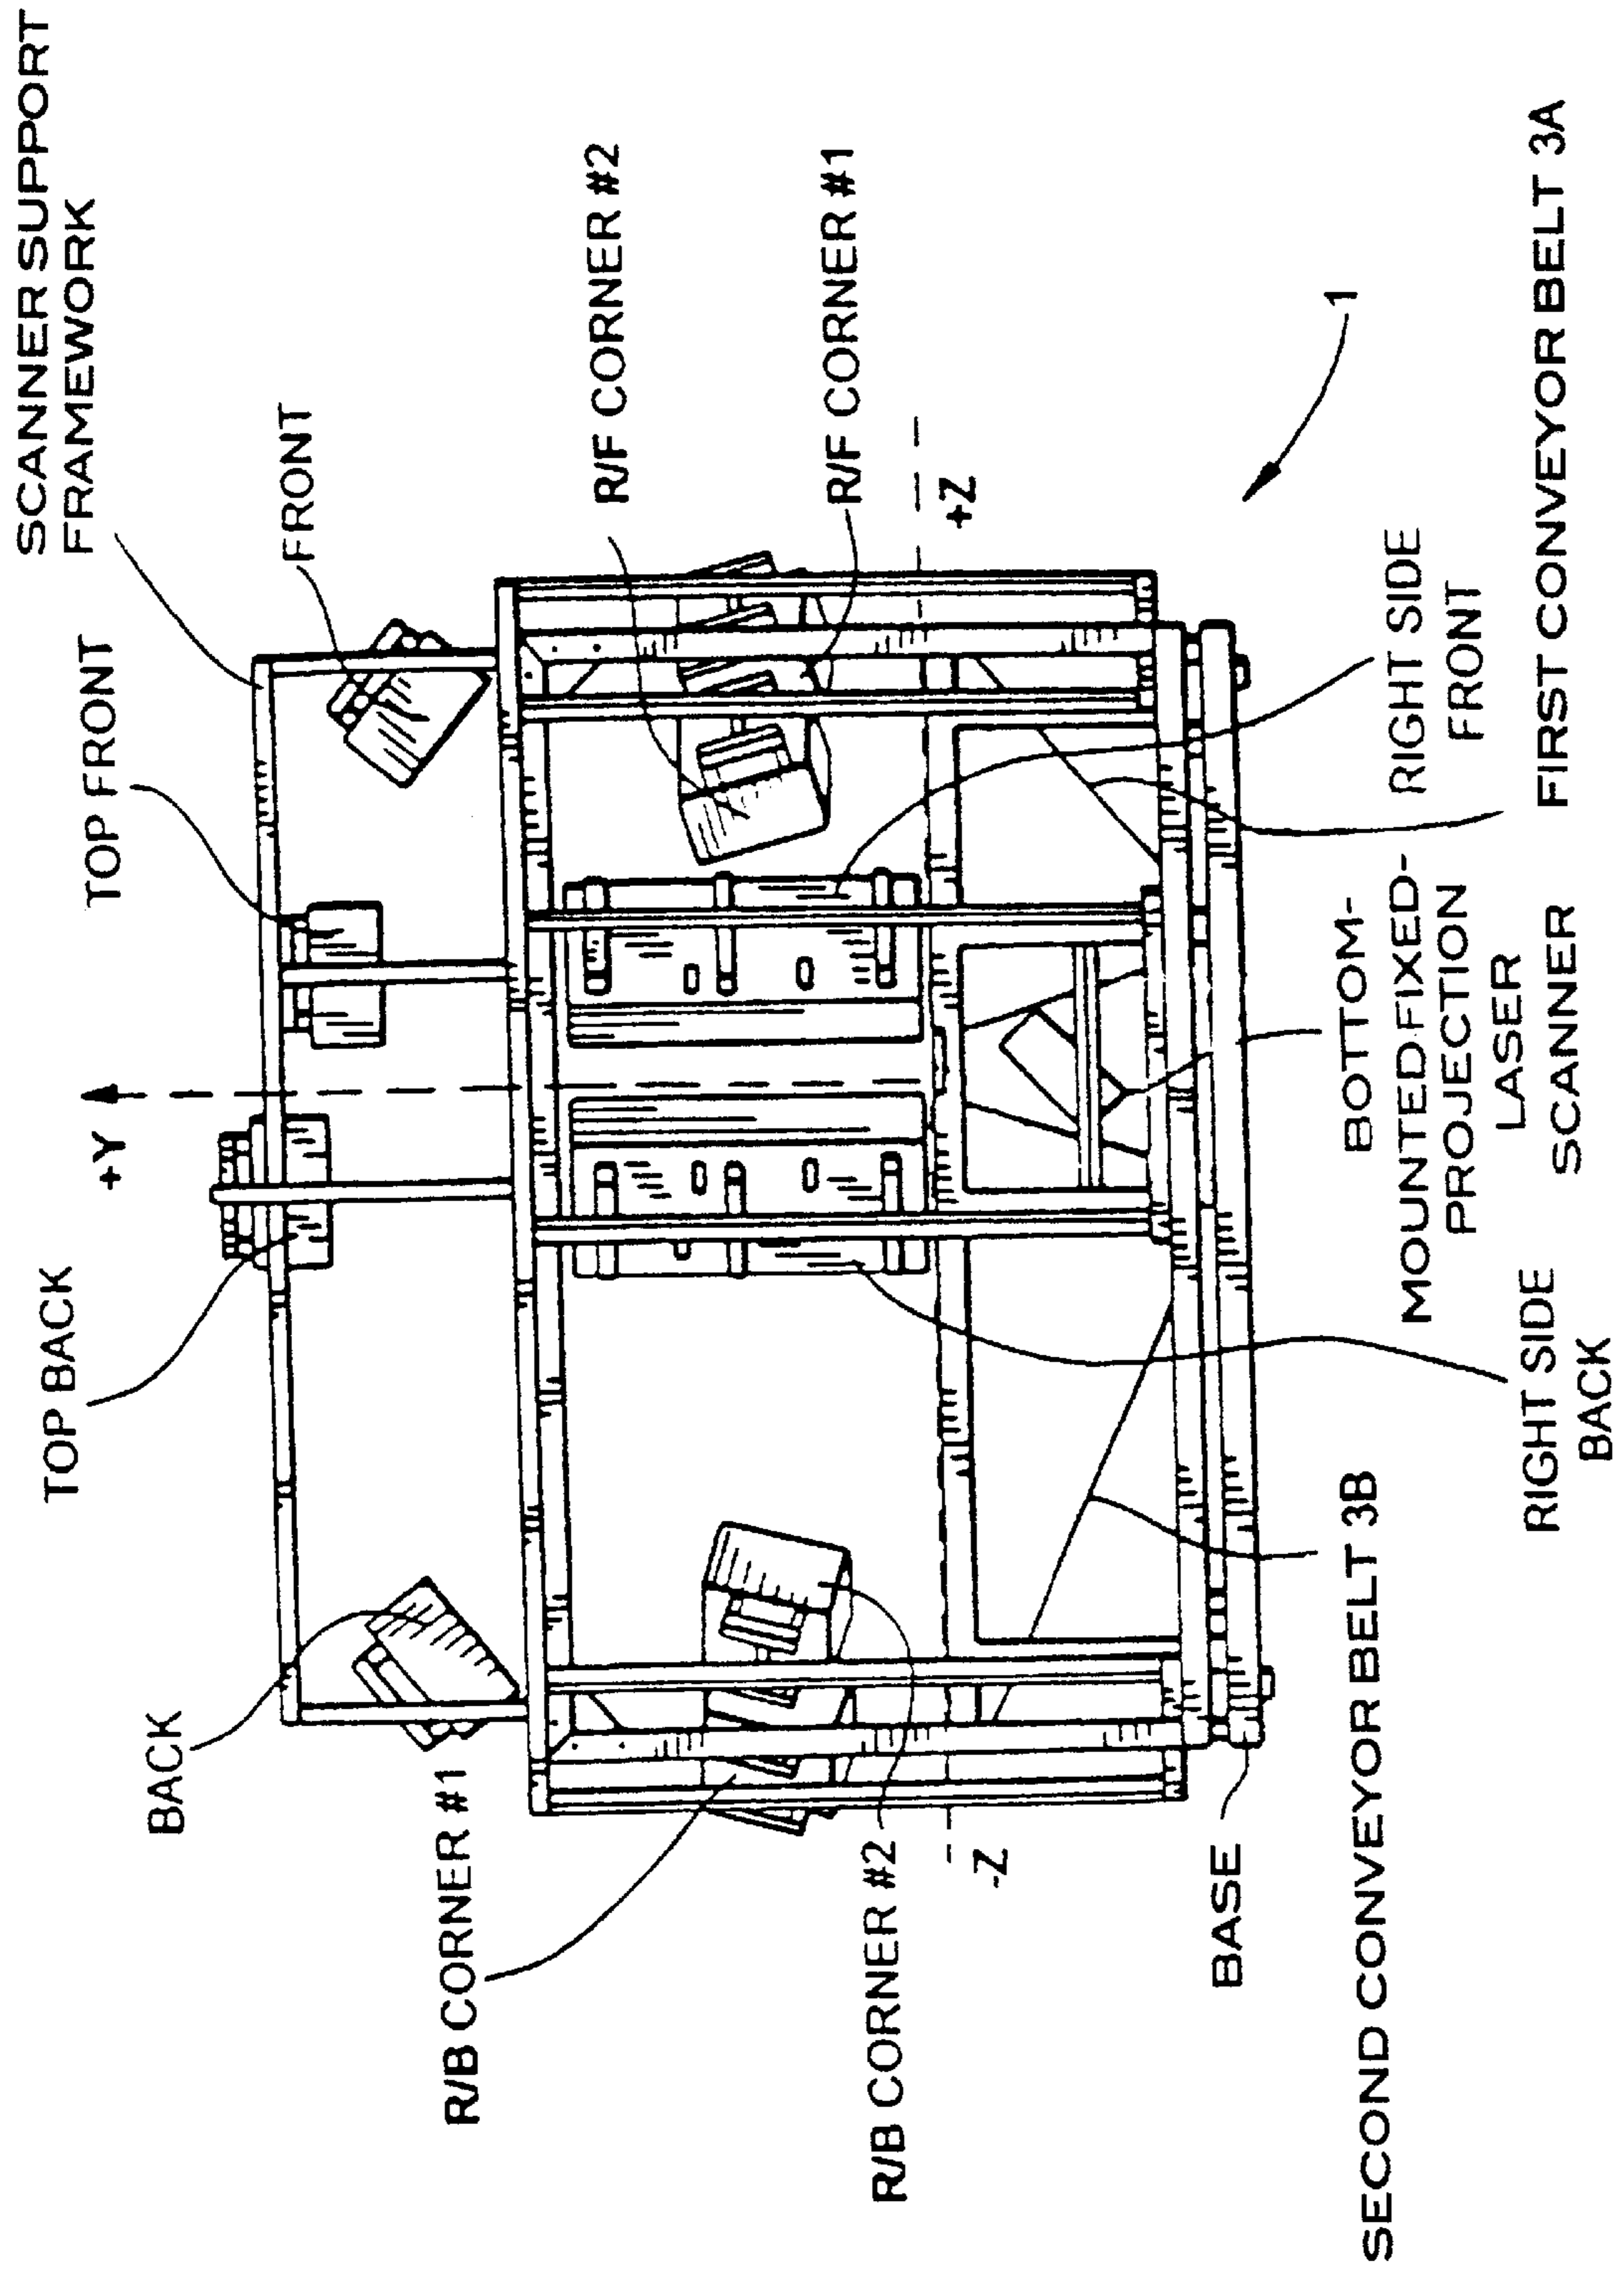 SCANNER SUPPORT
FRAMEWORK
FRONT
TOP FRONT
+Y
TOP BACK
BACK
R/F CORNER #2
R/F CORNER #1
+Z
1
R/B CORNER #1
R/B CORNER #2
-Z
BASE
SECOND CONVEYOR BELT 3B
RIGHT SIDE
BACK
BOTTOM-
MOUNTED FIXED-
PROJECTION
LASER
SCANNER
RIGHT SIDE
FRONT
FIRST CONVEYOR BELT 3A